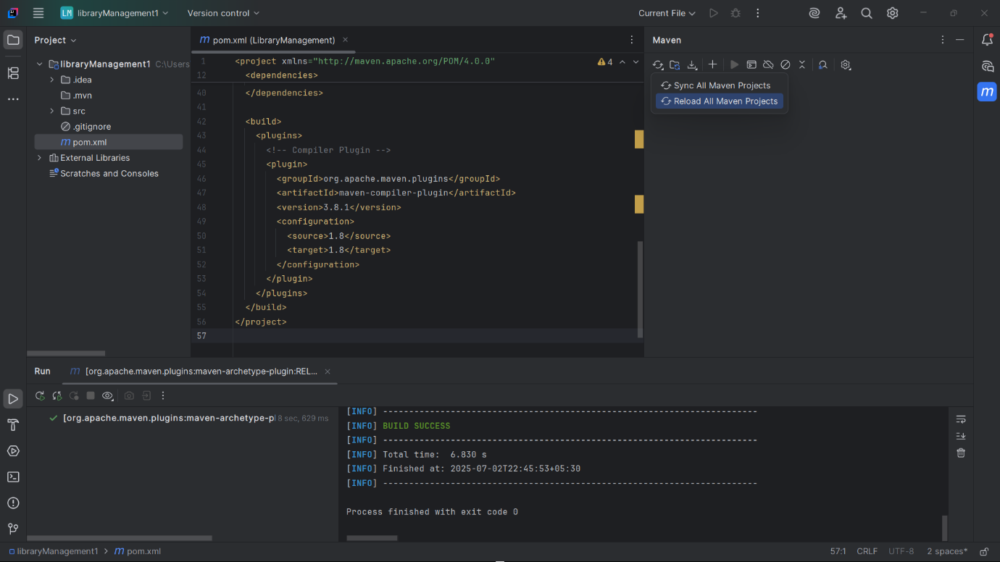 LM libraryManagement1 Version control Current File
Project
pom.xml (LibraryManagement)
Maven
libraryManagement1 C:\Users
.idea
.mvn
src
.gitignore
pom.xml
External Libraries
Scratches and Consoles
1 <project xmlns="http://maven.apache.org/POM/4.0.0"
4
12 <dependencies>
40 </dependencies>
41
42 <build>
43 <plugins>
44 <!-- Compiler Plugin -->
45 <plugin>
46 <groupId>org.apache.maven.plugins</groupId>
47 <artifactId>maven-compiler-plugin</artifactId>
48 <version>3.8.1</version>
49 <configuration>
50 <source>1.8</source>
51 <target>1.8</target>
52 </configuration>
53 </plugin>
54 </plugins>
55 </build>
56 </project>
57
Sync All Maven Projects
Reload All Maven Projects
m
Run
[org.apache.maven.plugins:maven-archetype-plugin:REL...
[org.apache.maven.plugins:maven-archetype-pl 8 sec, 629 ms
[INFO] ------------------------------------------------------------------------
[INFO] BUILD SUCCESS
[INFO] ------------------------------------------------------------------------
[INFO] Total time: 6.830 s
[INFO] Finished at: 2025-07-02T22:45:53+05:30
[INFO] ------------------------------------------------------------------------
Process finished with exit code 0
libraryManagement1 > m pom.xml
57:1 CRLF UTF-8 2 spaces*